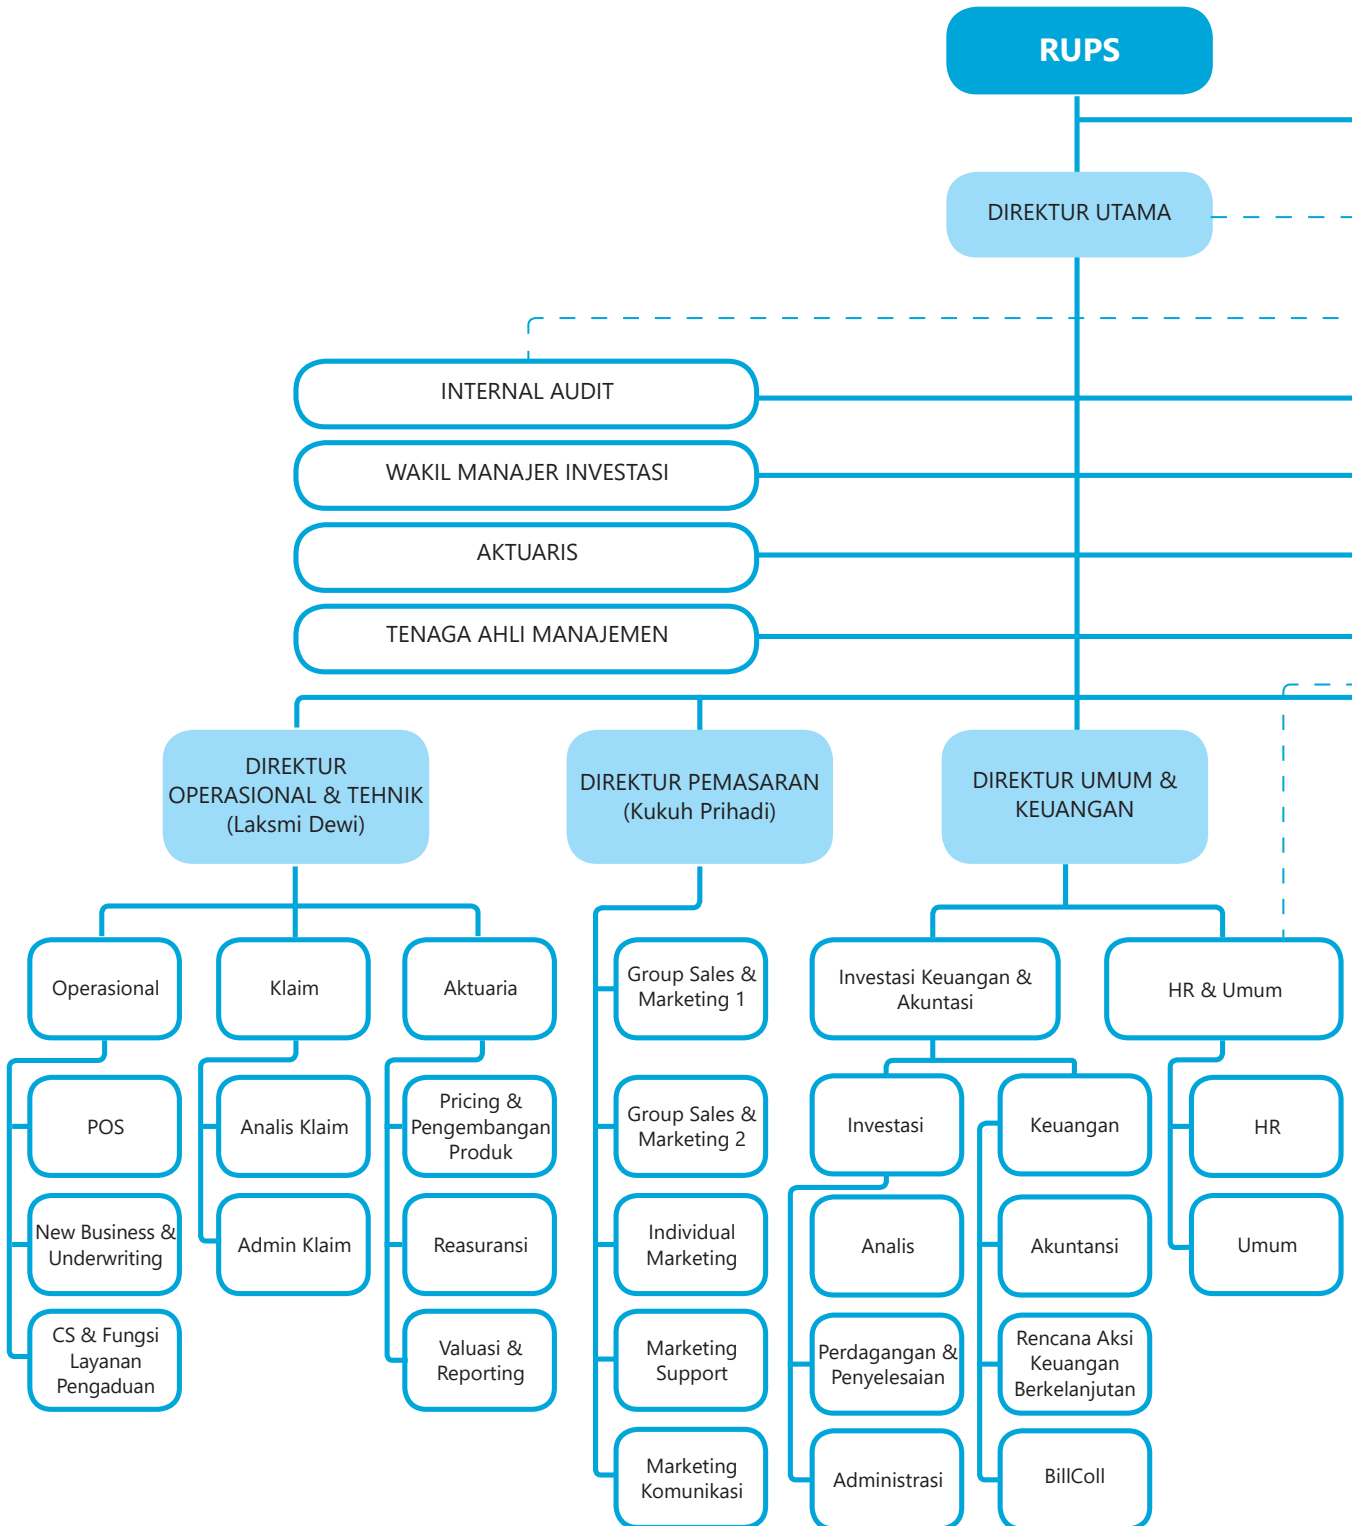 RUPS
DIREKTUR UTAMA
INTERNAL AUDIT
WAKIL MANAJER INVESTASI
AKTUARIS
TENAGA AHLI MANAJEMEN
DIREKTUR
OPERASIONAL & TEHNIK
(Laksmi Dewi)
DIREKTUR PEMASARAN
(Kukuh Prihadi)
DIREKTUR UMUM &
KEUANGAN
Operasional
Klaim
Aktuaria
Group Sales &
Marketing 1
Investasi Keuangan &
Akuntasi
HR & Umum
POS
Analis Klaim
Pricing &
Pengembangan
Produk
Group Sales &
Marketing 2
Investasi
Keuangan
HR
New Business &
Underwriting
Admin Klaim
Reasuransi
Individual
Marketing
Analis
Akuntansi
Umum
CS & Fungsi
Layanan
Pengaduan
Valuasi &
Reporting
Marketing
Support
Perdagangan &
Penyelesaian
Rencana Aksi
Keuangan
Berkelanjutan
Marketing
Komunikasi
Administrasi
BillColl